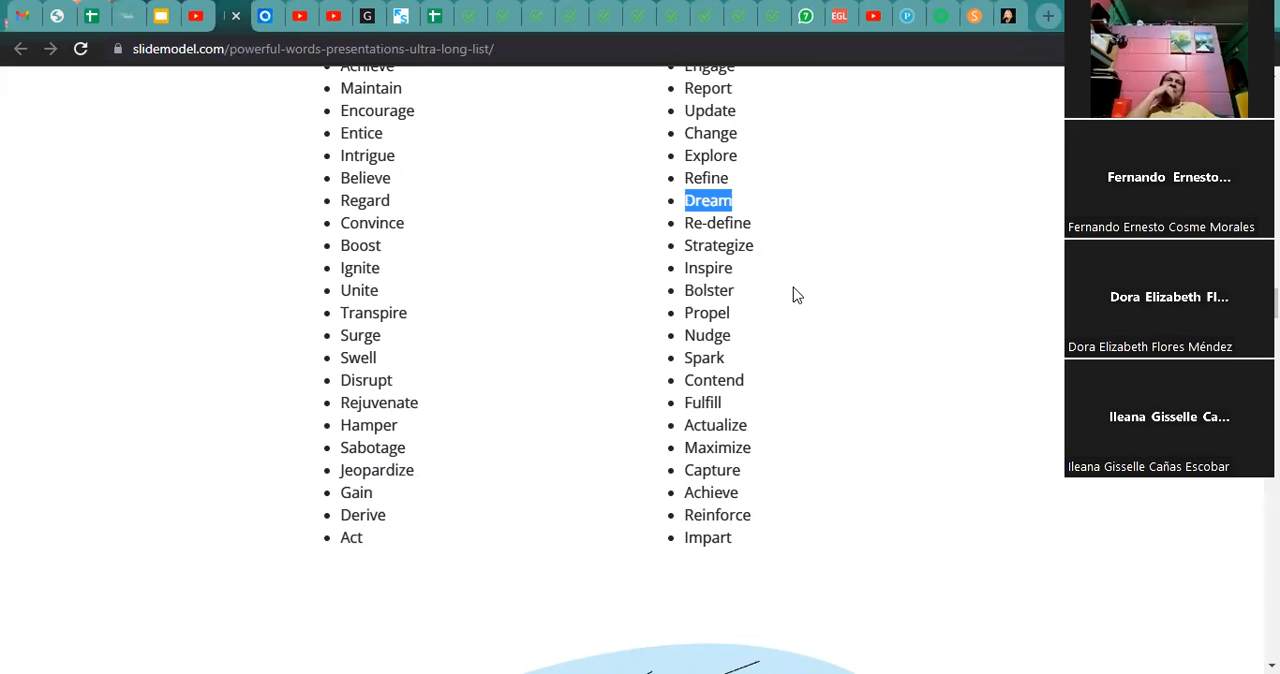 7
EGL
P
S
G
slidemodel.com/powerful-words-presentations-ultra-long-list/
Achieve
Maintain
Encourage
Entice
Intrigue
Believe
Regard
Convince
Boost
Ignite
Unite
Transpire
Surge
Swell
Disrupt
Rejuvenate
Hamper
Sabotage
Jeopardize
Gain
Derive
Act
Engage
Report
Update
Change
Explore
Refine
Dream
Re-define
Strategize
Inspire
Bolster
Propel
Nudge
Spark
Contend
Fulfill
Actualize
Maximize
Capture
Achieve
Reinforce
Impart
Fernando Ernesto...
Fernando Ernesto Cosme Morales
Dora Elizabeth Fl...
Dora Elizabeth Flores Méndez
Ileana Gisselle Ca...
Ileana Gisselle Cañas Escobar